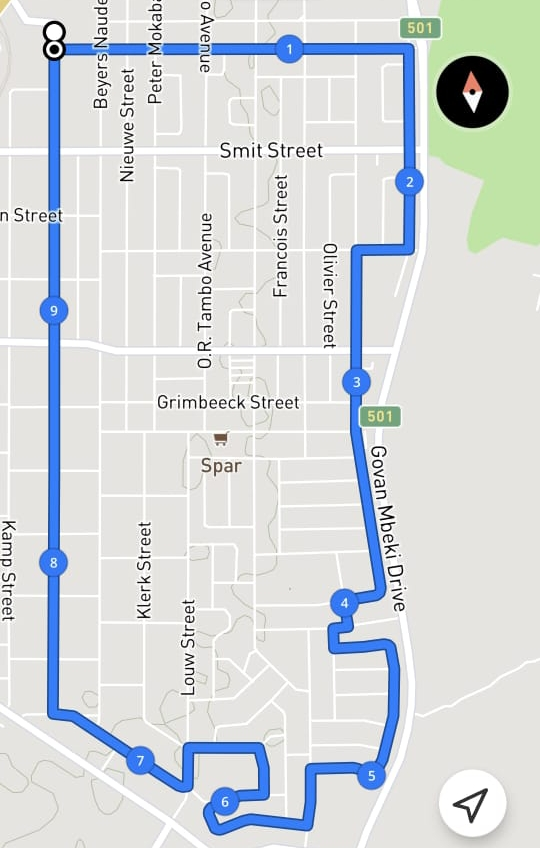 501
Beyers Naude
Peter Mokaba
o Avenue
1
Nieuwe Street
Smit Street
2
n Street
Francois Street
O.R. Tambo Avenue
Olivier Street
9
3
Grimbeeck Street
501
Spar
Govan Mbeki Drive
Kamp Street
Klerk Street
8
4
Louw Street
7
5
6